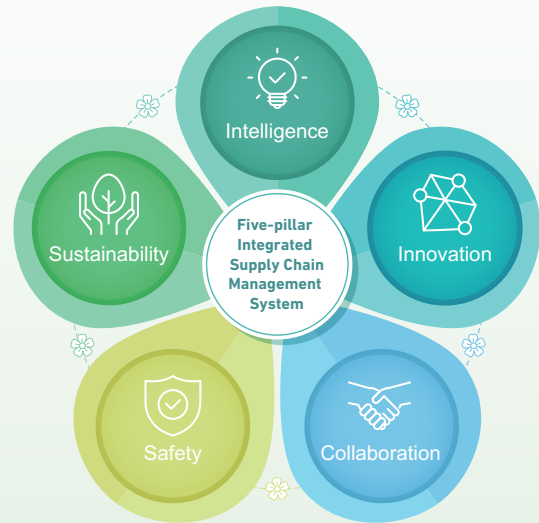 Intelligence
Sustainability
Five-pillar
Integrated
Supply Chain
Management
System
Innovation
Safety
Collaboration